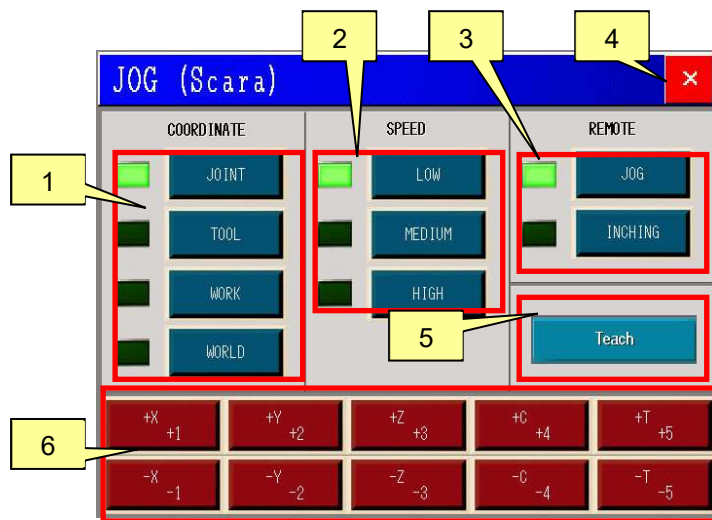 2 3 4
JOG (Scara) ×
COORDINATE SPEED REMOTE
1
JOINT LOW JOG
TOOL MEDIUM INCHING
WORK HIGH
5
WORLD Teach
6
+X +1 +Y +2 +Z +3 +C +4 +T +5
-X -1 -Y -2 -Z -3 -C -4 -T -5